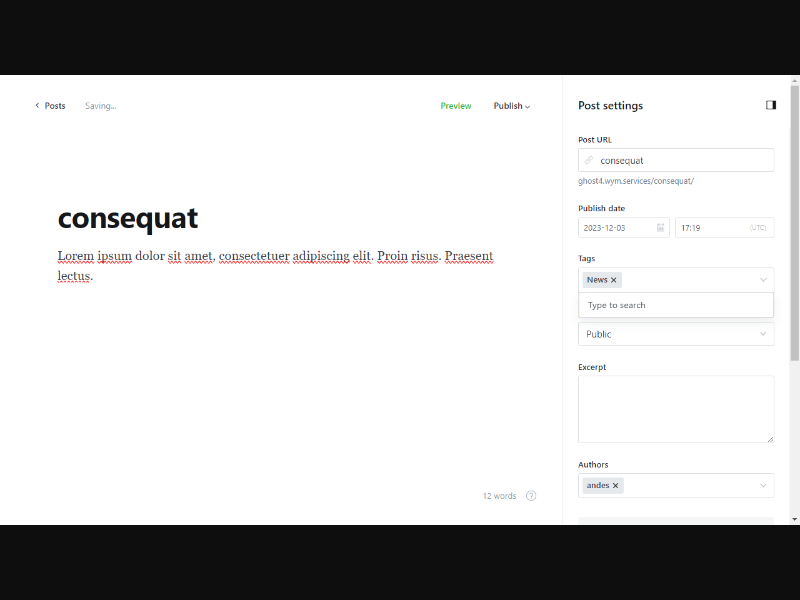 Posts
Saving...
Preview
Publish
Post settings
Post URL
consequat
ghost4.wym.services/consequat/
consequat
Lorem ipsum dolor sit amet, consectetuer adipiscing elit. Proin risus. Praesent
lectus.
Publish date
2023-12-03
17:19
(UTC)
Tags
News
Type to search
Public
Excerpt
Authors
andes
12 words
?